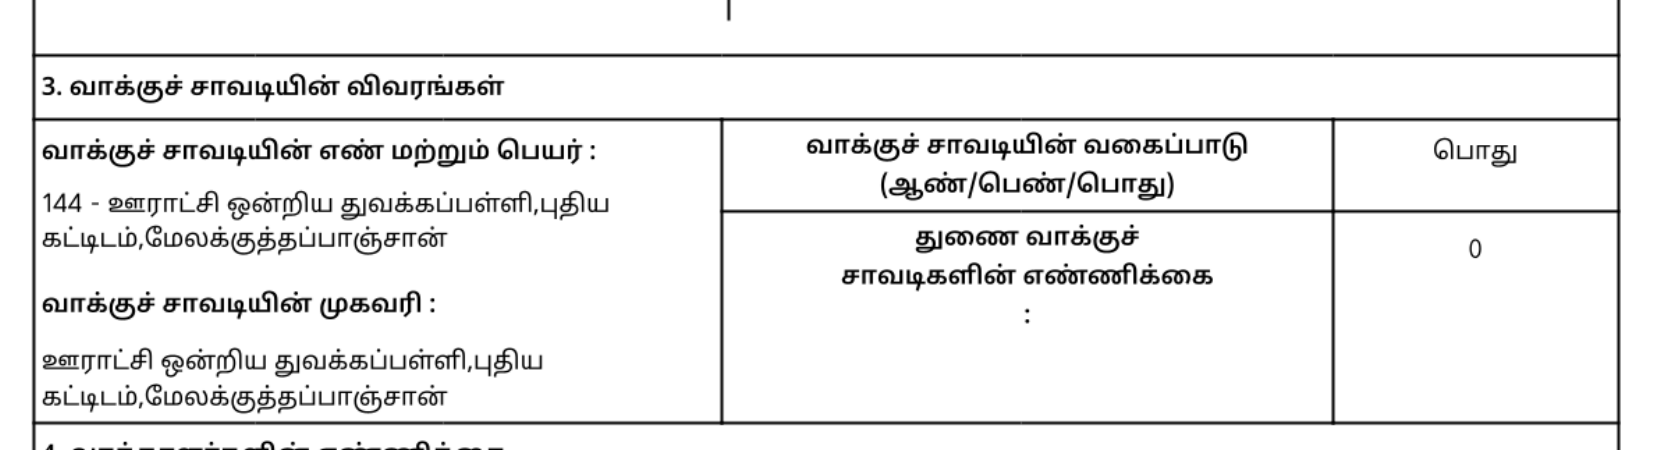 3. வாக்குச் சாவடியின் விவரங்கள்
வாக்குச் சாவடியின் எண் மற்றும் பெயர் :
144 - ஊராட்சி ஒன்றிய துவக்கப்பள்ளி,புதிய
கட்டிடம்,மேலக்குத்தப்பாஞ்சான்
வாக்குச் சாவடியின் முகவரி :
ஊராட்சி ஒன்றிய துவக்கப்பள்ளி,புதிய
கட்டிடம்,மேலக்குத்தப்பாஞ்சான்
வாக்குச் சாவடியின் வகைப்பாடு
(ஆண்/பெண்/பொது)
பொது
துணை வாக்குச்
சாவடிகளின் எண்ணிக்கை
:
0